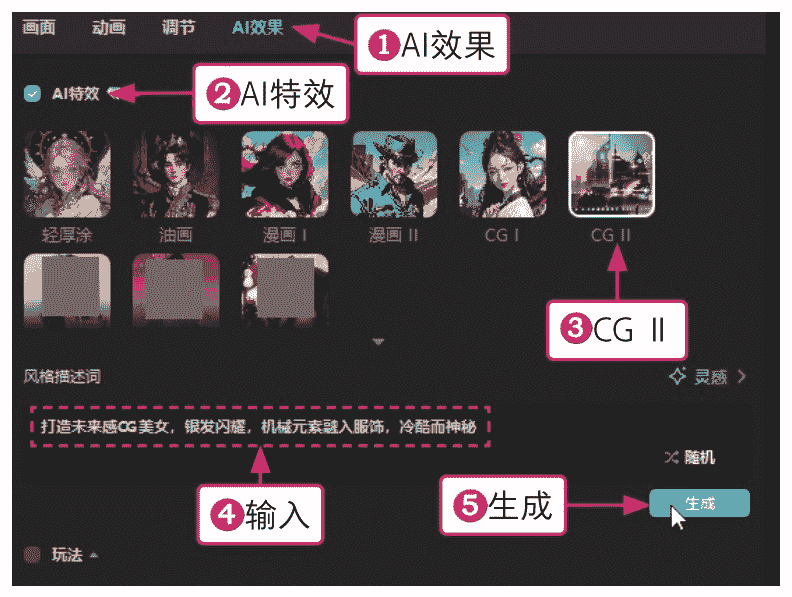 画面 动画 调节 AI效果
❶AI效果
AI特效
❷AI特效
轻厚涂 油画 漫画 I 漫画 II CG I CG II
❸CG II
风格描述词 灵感
打造未来感CG美女，银发闪耀，机械元素融入服饰，冷酷而神秘
随机
❹输入
❺生成
生成
玩法